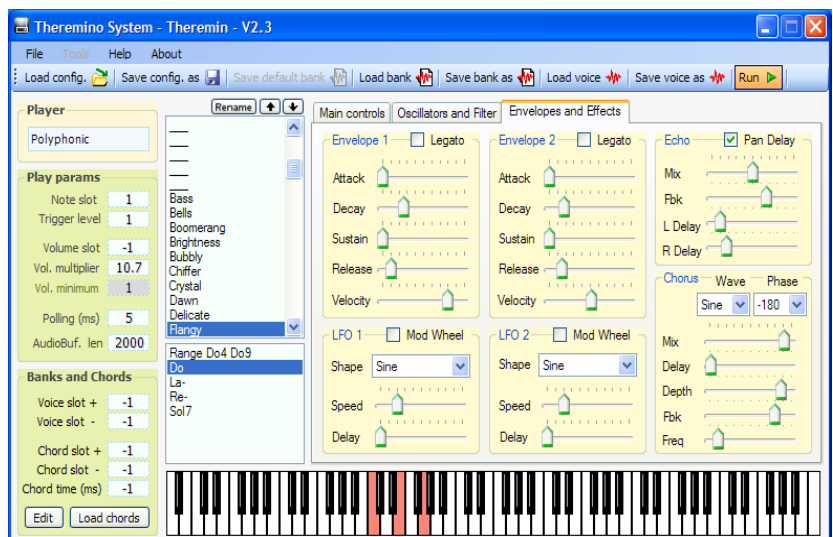 Theremino System - Theremin - V2.3
File Tools Help About
Load config. Save config. as Save default bank Load bank Save bank as Load voice Save voice as Run
Player
Polyphonic
Play params
Note slot 1
Trigger level 1
Volume slot -1
Vol. multiplier 10.7
Vol. minimum 1
Polling (ms) 5
AudioBuf. len 2000
Banks and Chords
Voice slot + -1
Voice slot - -1
Chord slot + -1
Chord slot - -1
Chord time (ms) -1
Edit Load chords
Rename
Bass
Bells
Boomerang
Brightness
Bubbly
Chiffer
Crystal
Dawn
Delicate
Flangy
Range Do4 Do9
Do
La-
Re-
Sol7
Main controls Oscillators and Filter Envelopes and Effects
Envelope 1 Legato
Attack
Decay
Sustain
Release
Velocity
Envelope 2 Legato
Attack
Decay
Sustain
Release
Velocity
Echo Pan Delay
Mix
Fbk
L Delay
R Delay
LFO 1 Mod Wheel
Shape Sine
Speed
Delay
LFO 2 Mod Wheel
Shape Sine
Speed
Delay
Chorus Wave Phase
Sine -180
Mix
Delay
Depth
Fbk
Freq